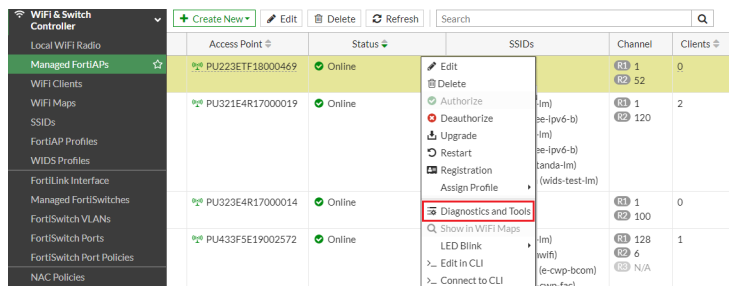 WiFi & Switch
Controller
Local WiFi Radio
Managed FortiAPs
WiFi Clients
WiFi Maps
SSIDs
FortiAP Profiles
WIDS Profiles
FortiLink Interface
Managed FortiSwitches
FortiSwitch VLANs
FortiSwitch Ports
FortiSwitch Port Policies
NAC Policies
+ Create New Edit Delete Refresh Search
Access Point Status SSIDs Channel Clients
PU223ETF18000469 Online R1 1 0
R2 52
PU321E4R17000019 Online -lm) R1 1 2
ee-ipv6-b) R2 120
-lm)
ee-ipv6-b)
tanda-lm)
(wids-test-lm)
PU323E4R17000014 Online R1 1 0
R2 100
PU433F5E19002572 Online -lm) R1 128 1
wifi) R2 6
(e-cwp-bcom) R3 N/A
Edit
Delete
Authorize
Deauthorize
Upgrade
Restart
Registration
Assign Profile
Diagnostics and Tools
Show in WiFi Maps
LED Blink
>_ Edit in CLI
>_ Connect to CLI